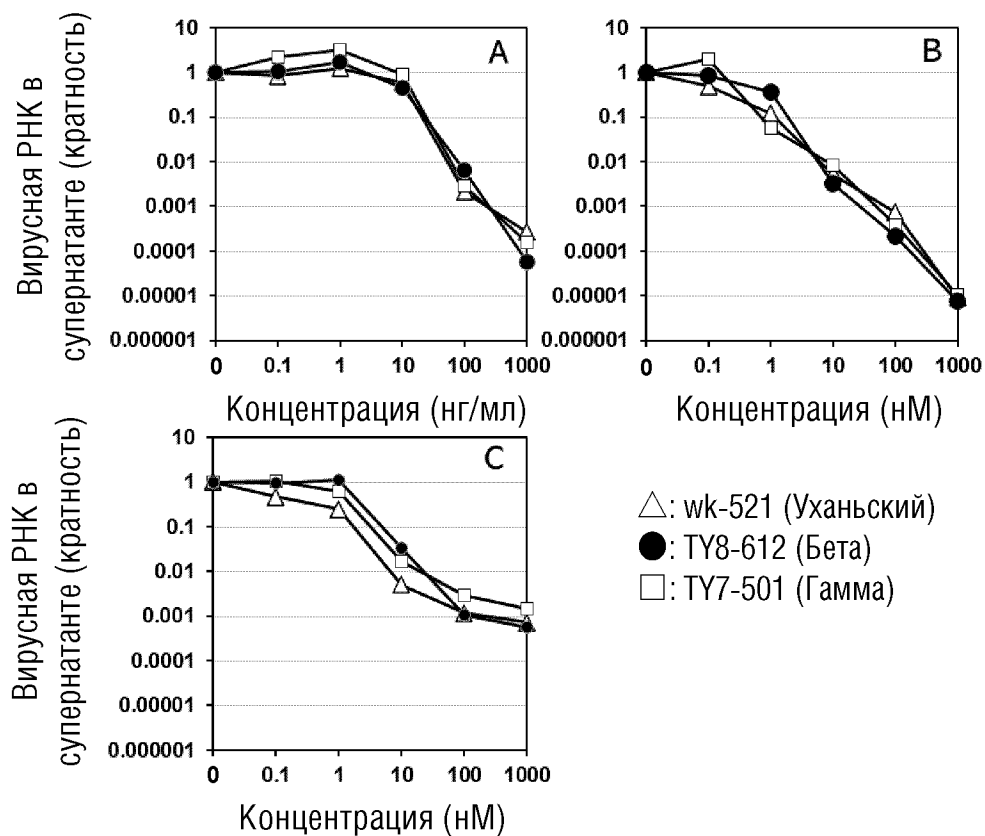 Вирусная РНК в
супернатанте (кратность)
10
1
0.1
0.01
0.001
0.0001
0.00001
0.000001
A
0 0.1 1 10 100 1000
Концентрация (нг/мл)
10
1
0.1
0.01
0.001
0.0001
0.00001
0.000001
B
0 0.1 1 10 100 1000
Концентрация (нМ)
Вирусная РНК в
супернатанте (кратность)
10
1
0.1
0.01
0.001
0.0001
0.00001
0.000001
C
0 0.1 1 10 100 1000
Концентрация (нМ)
△: wk-521 (Уханьский)
●: TY8-612 (Бета)
□: TY7-501 (Гамма)